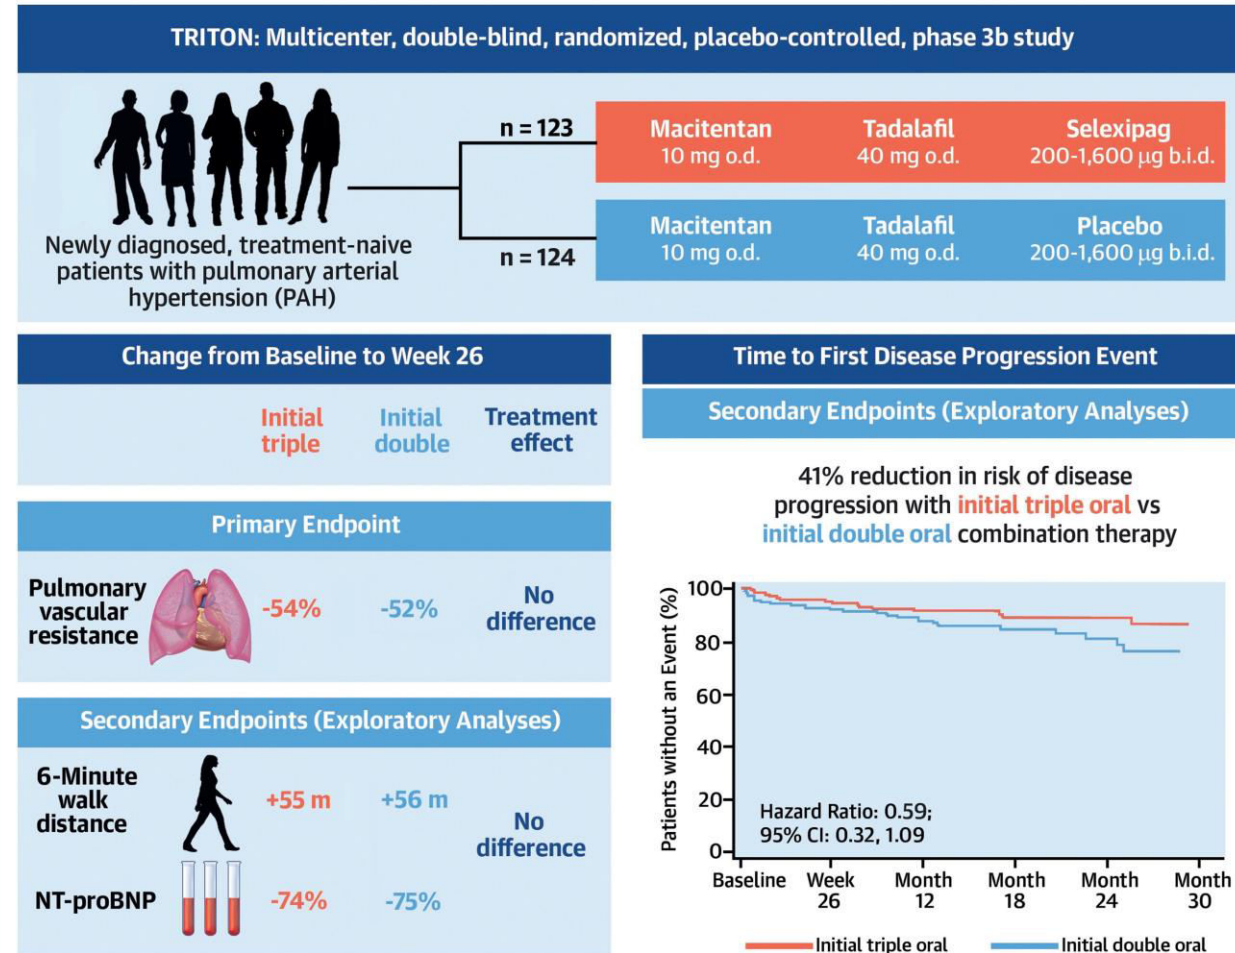 TRITON: Multicenter, double-blind, randomized, placebo-controlled, phase 3b study
Newly diagnosed, treatment-naive
patients with pulmonary arterial
hypertension (PAH)
n = 123
Macitentan Tadalafil Selexipag
10 mg o.d. 40 mg o.d. 200-1,600 μg b.i.d.
n = 124
Macitentan Tadalafil Placebo
10 mg o.d. 40 mg o.d. 200-1,600 μg b.i.d.
Change from Baseline to Week 26
Initial Initial Treatment
triple double effect
Primary Endpoint
Pulmonary
vascular
resistance
-54% -52% No
difference
Secondary Endpoints (Exploratory Analyses)
6-Minute
walk
distance
+55 m +56 m
No
difference
NT-proBNP -74% -75%
Time to First Disease Progression Event
Secondary Endpoints (Exploratory Analyses)
41% reduction in risk of disease
progression with initial triple oral vs
initial double oral combination therapy
Patients without an Event (%)
100
80
60
40
20
0
Hazard Ratio: 0.59;
95% CI: 0.32, 1.09
Baseline Week Month Month Month Month
26 12 18 24 30
Initial triple oral Initial double oral